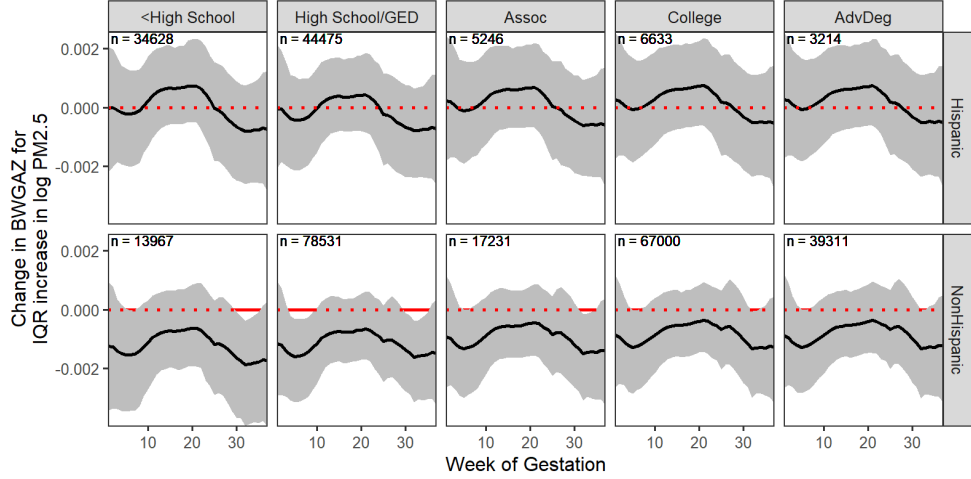 <High School
High School/GED
Assoc
College
AdvDeg
n = 34628
n = 44475
n = 5246
n = 6633
n = 3214
0.002
0.000
-0.002
Hispanic
n = 13967
n = 78531
n = 17231
n = 67000
n = 39311
0.002
0.000
-0.002
NonHispanic
Change in BWGAZ for
IQR increase in log PM2.5
10 20 30
10 20 30
10 20 30
10 20 30
10 20 30
Week of Gestation